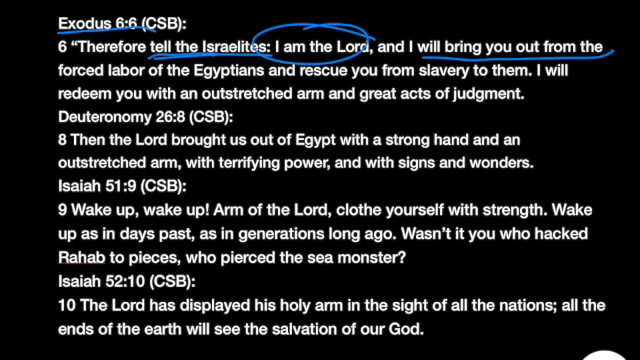 Exodus 6:6 (CSB):
6 “Therefore tell the Israelites: I am the Lord, and I will bring you out from the
forced labor of the Egyptians and rescue you from slavery to them. I will
redeem you with an outstretched arm and great acts of judgment.
Deuteronomy 26:8 (CSB):
8 Then the Lord brought us out of Egypt with a strong hand and an
outstretched arm, with terrifying power, and with signs and wonders.
Isaiah 51:9 (CSB):
9 Wake up, wake up! Arm of the Lord, clothe yourself with strength. Wake
up as in days past, as in generations long ago. Wasn’t it you who hacked
Rahab to pieces, who pierced the sea monster?
Isaiah 52:10 (CSB):
10 The Lord has displayed his holy arm in the sight of all the nations; all the
ends of the earth will see the salvation of our God.